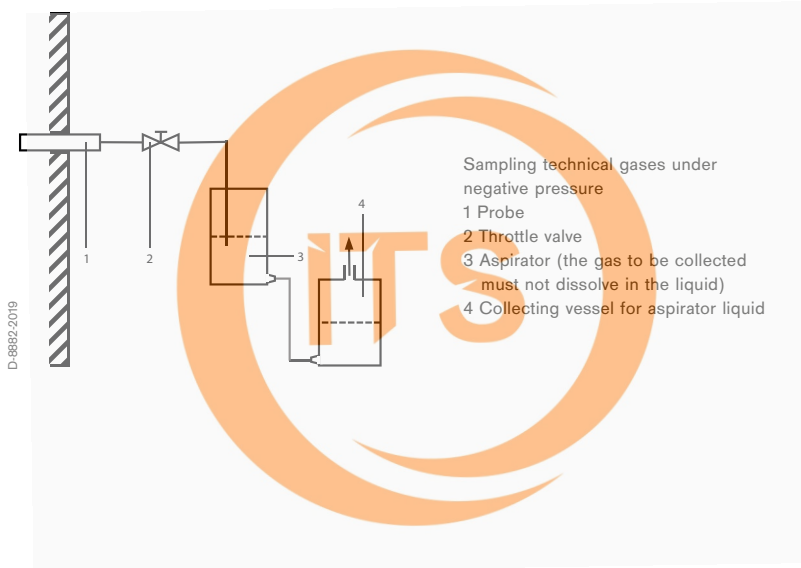 Sampling technical gases under
negative pressure
1 Probe
2 Throttle valve
3 Aspirator (the gas to be collected
must not dissolve in the liquid)
4 Collecting vessel for aspirator liquid
4
1
2
3
ITS
D-8882-2019